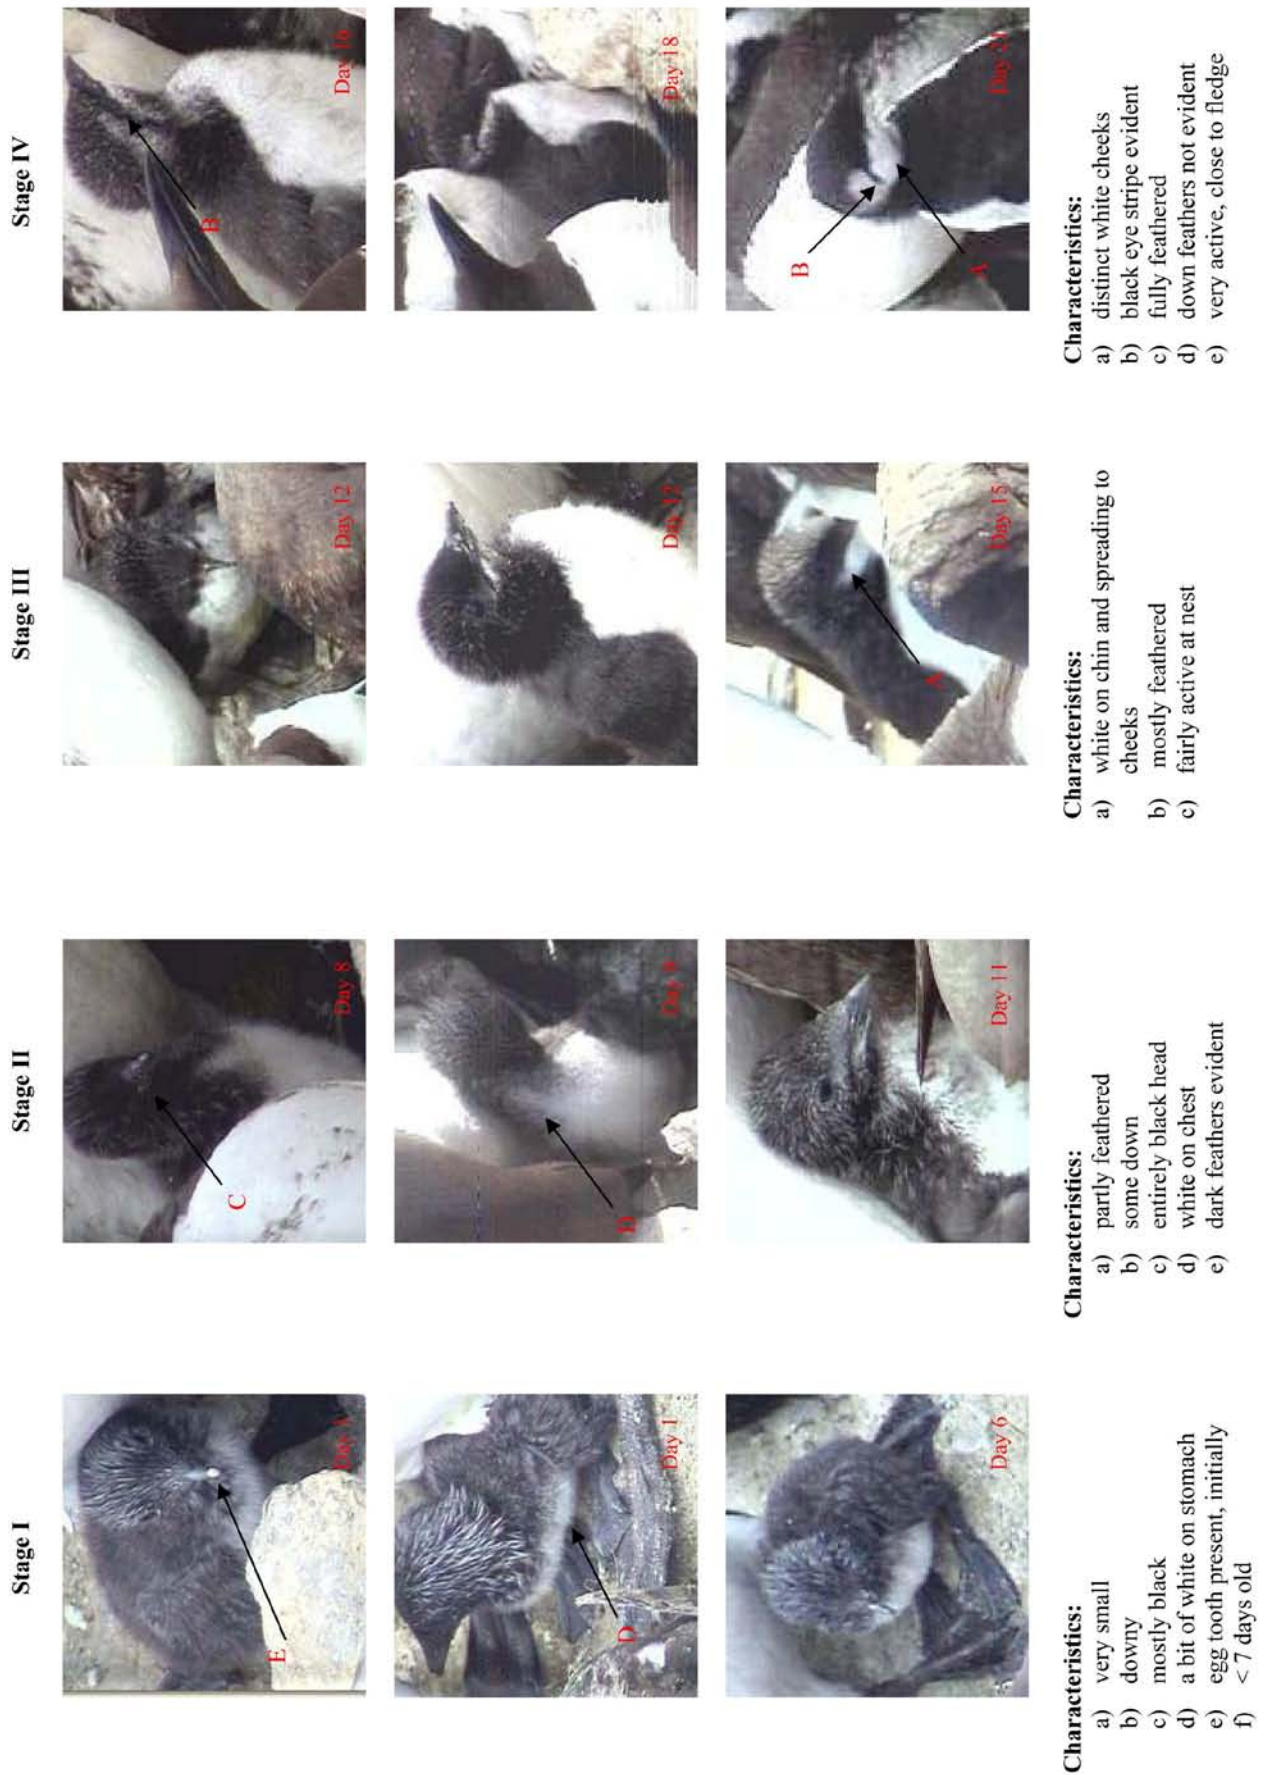 Stage I
E
Day
D
Day 1
Day 6
Characteristics:
a) very small
b) downy
c) mostly black
d) a bit of white on stomach
e) egg tooth present, initially
f) < 7 days old
Stage II
C
Day 8
D
Day 9
Day 11
Characteristics:
a) partly feathered
b) some down
c) entirely black head
d) white on chest
e) dark feathers evident
Stage III
Day 12
Day 12
A
Day 15
Characteristics:
a) white on chin and spreading to
cheeks
b) mostly feathered
c) fairly active at nest
Stage IV
B
Day 16
Day 18
B
A
Day 21
Characteristics:
a) distinct white cheeks
b) black eye stripe evident
c) fully feathered
d) down feathers not evident
e) very active, close to fledge